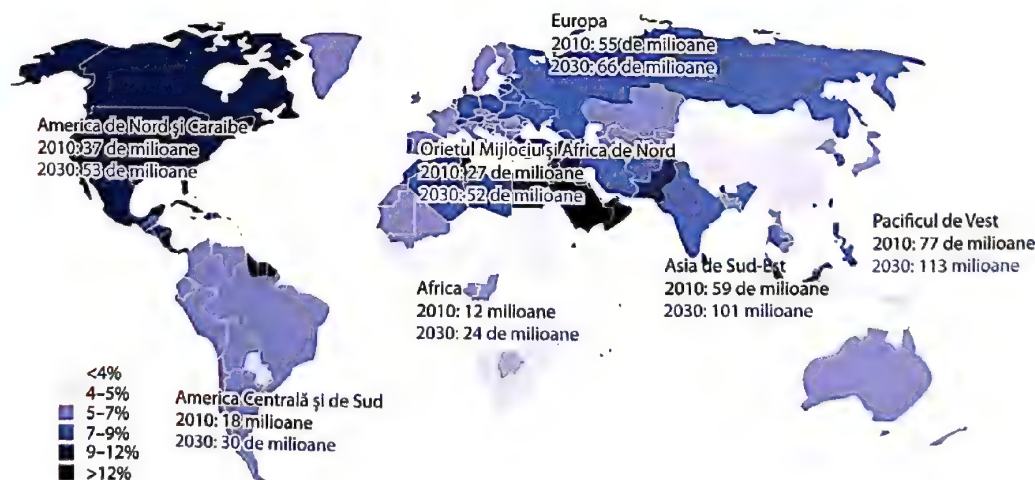 Europa
2010: 55 de milioane
2030: 66 de milioane
America de Nord și Caraibe
2010: 37 de milioane
2030: 53 de milioane
Orietul Mijlociu și Africa de Nord
2010: 27 de milioane
2030: 52 de milioane
Pacificul de Vest
2010: 77 de milioane
2030: 113 milioane
Asia de Sud-Est
2010: 59 de milioane
2030: 101 milioane
Africa
2010: 12 milioane
2030: 24 de milioane
America Centrală și de Sud
2010: 18 milioane
2030: 30 de milioane
<4%
4–5%
5–7%
7–9%
9–12%
>12%